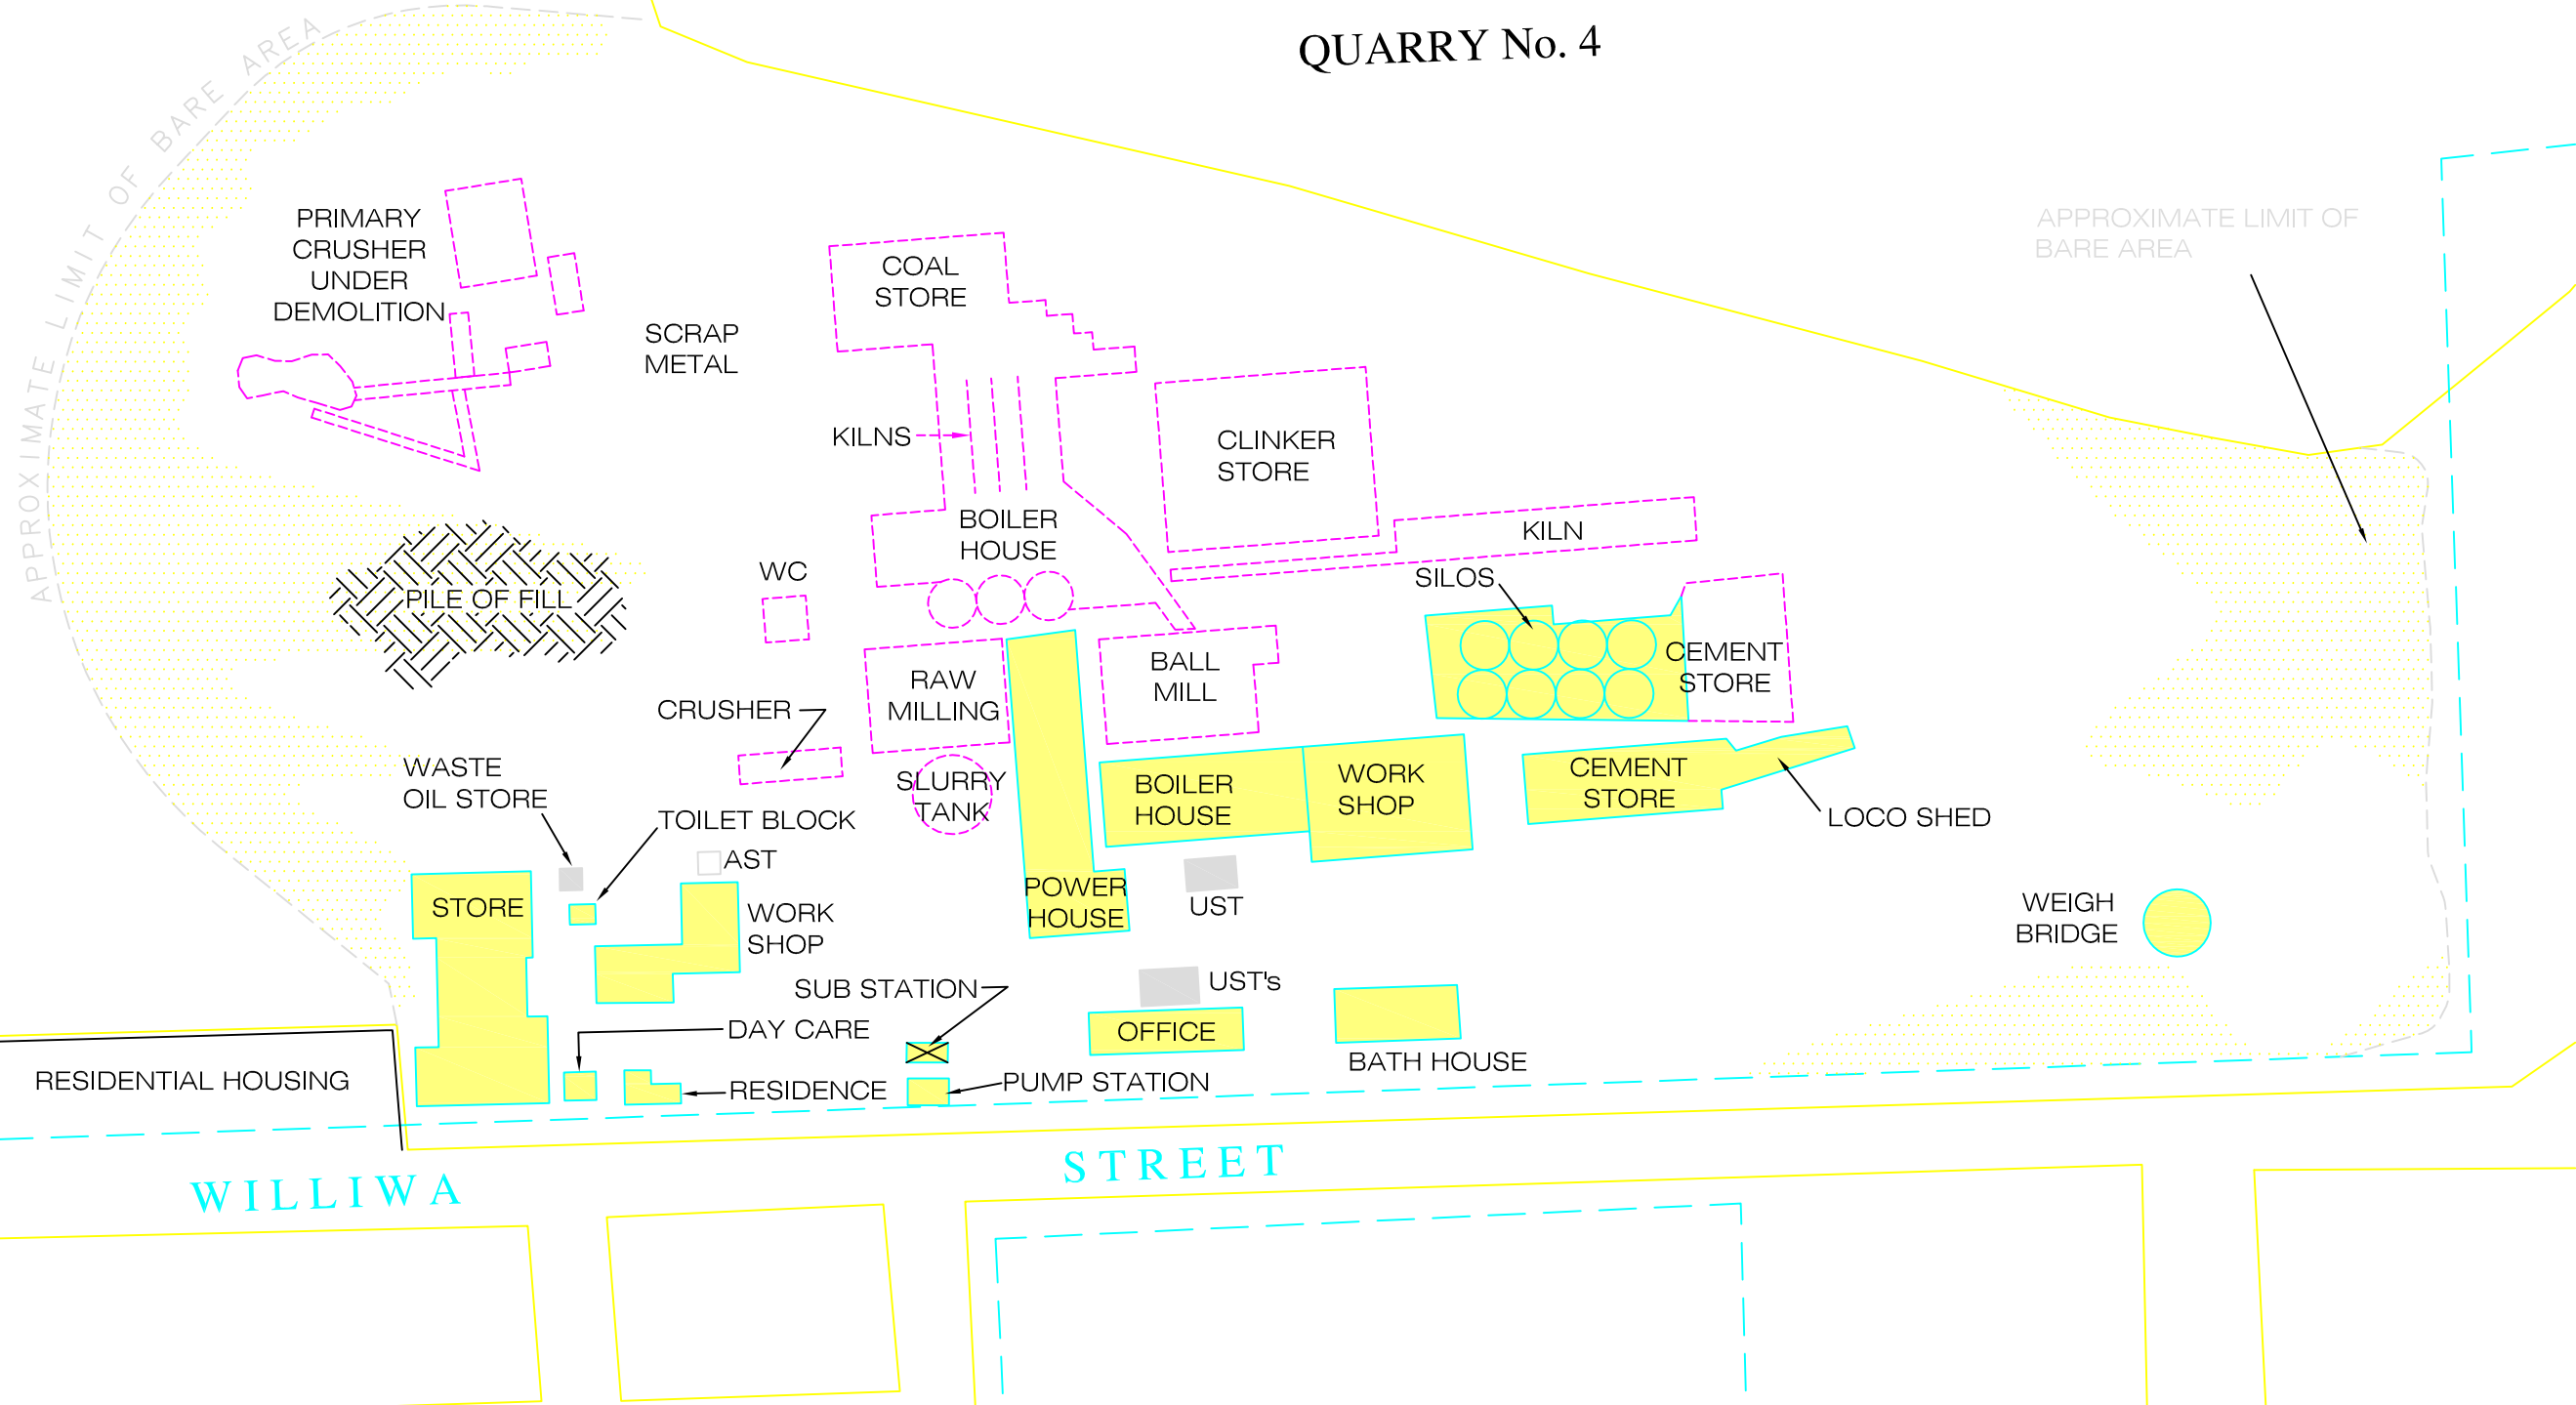 QUARRY No. 4
APPROXIMATE LIMIT OF BARE AREA
PRIMARY
CRUSHER
UNDER
DEMOLITION
APPROXIMATE LIMIT OF
BARE AREA
COAL
STORE
SCRAP
METAL
KILNS
CLINKER
STORE
BOILER
HOUSE
KILN
WC
SILOS
PILE OF FILL
CEMENT
STORE
BALL
MILL
RAW
MILLING
CRUSHER
WASTE
OIL STORE
SLURRY
TANK
BOILER
HOUSE
WORK
SHOP
CEMENT
STORE
LOCO SHED
TOILET BLOCK
AST
STORE
WORK
SHOP
POWER
HOUSE
UST
WEIGH
BRIDGE
SUB STATION
UST's
DAY CARE
OFFICE
BATH HOUSE
RESIDENTIAL HOUSING
RESIDENCE
PUMP STATION
WILLIWA STREET